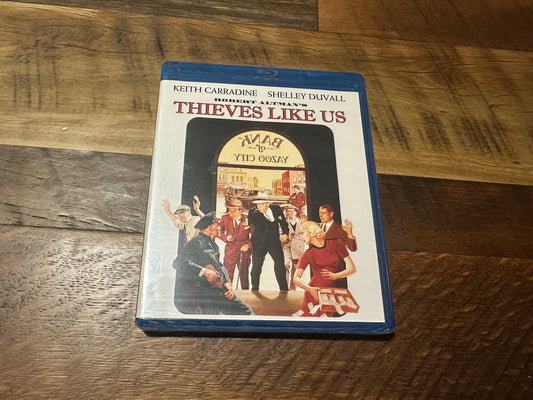 KEITH CARRADINE SHELLEY DUVALL
ROBERT ALTMAN'S
THIEVES LIKE US
BANK
of
YAZOO CITY